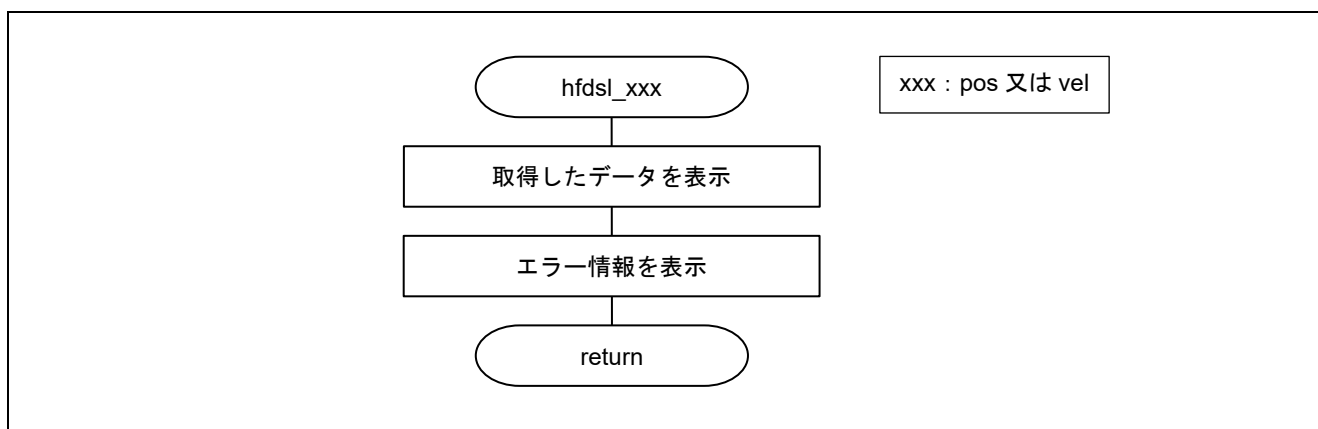 hfdsl_xxx
xxx：pos 又は vel
取得したデータを表示
エラー情報を表示
return